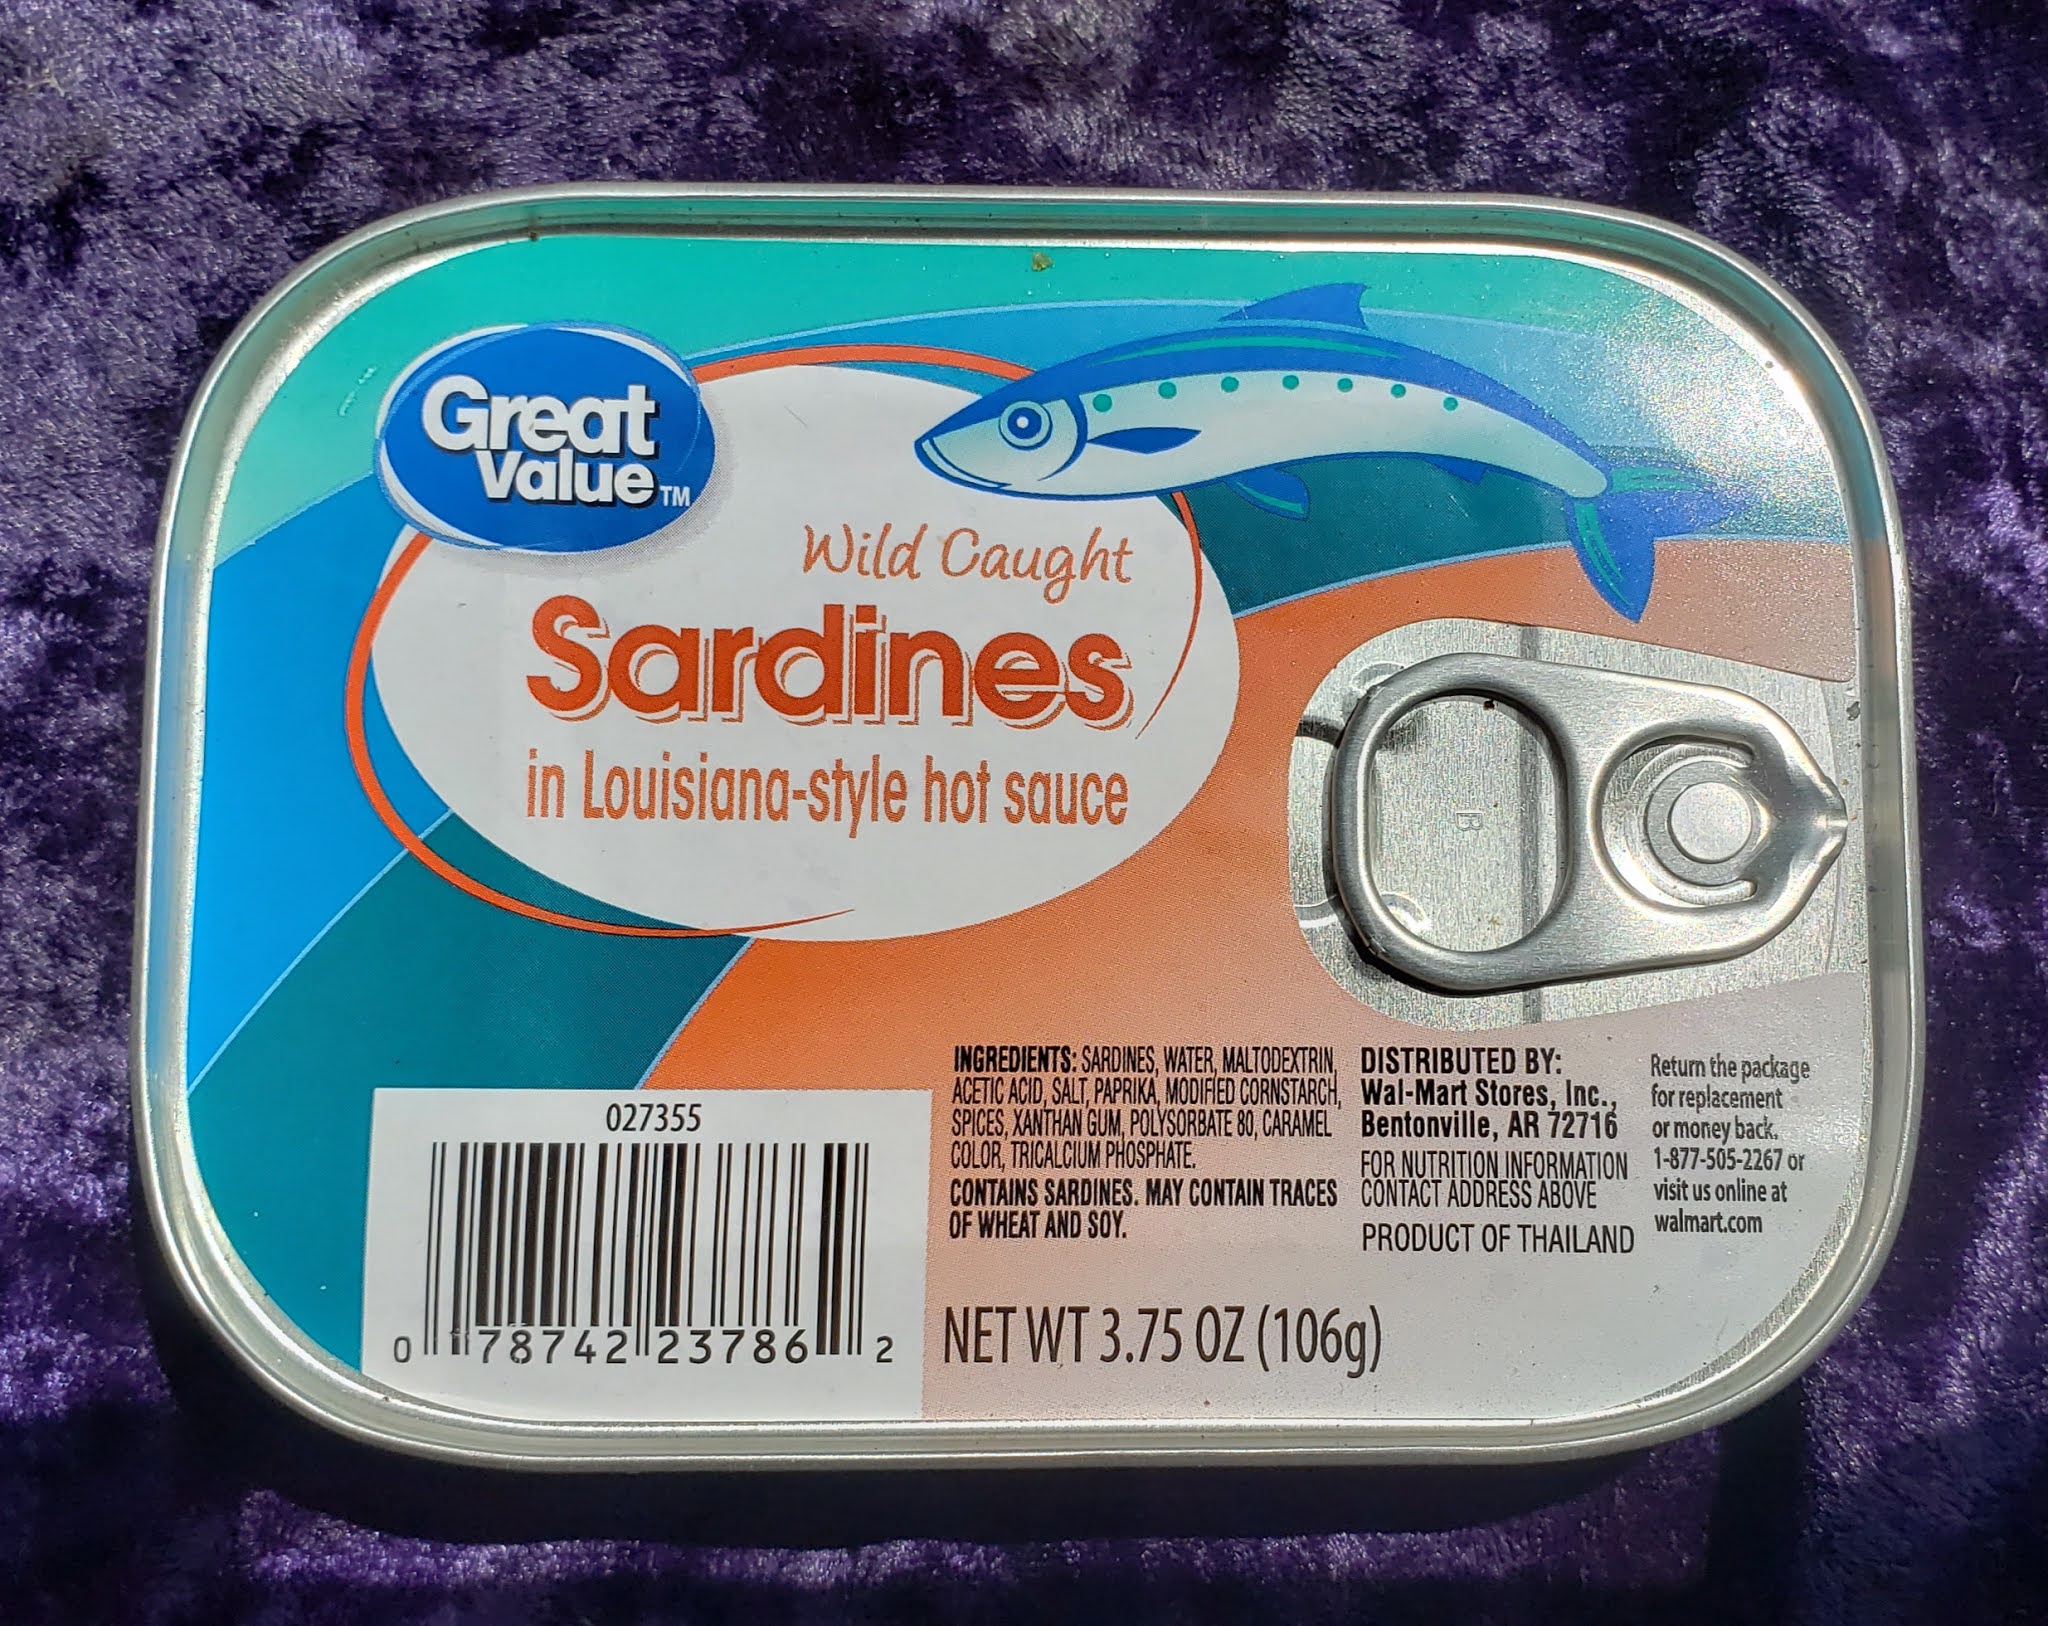 Great
Value™
Wild Caught
Sardines
in Louisiana-style hot sauce
B
027355
0 78742 23786 2
INGREDIENTS: SARDINES, WATER, MALTODEXTRIN,
ACETIC ACID, SALT, PAPRIKA, MODIFIED CORNSTARCH,
SPICES, XANTHAN GUM, POLYSORBATE 80, CARAMEL
COLOR, TRICALCIUM PHOSPHATE.
CONTAINS SARDINES. MAY CONTAIN TRACES
OF WHEAT AND SOY.
NET WT 3.75 OZ (106g)
DISTRIBUTED BY:
Wal-Mart Stores, Inc.,
Bentonville, AR 72716
FOR NUTRITION INFORMATION
CONTACT ADDRESS ABOVE
PRODUCT OF THAILAND
Return the package
for replacement
or money back.
1-877-505-2267 or
visit us online at
walmart.com